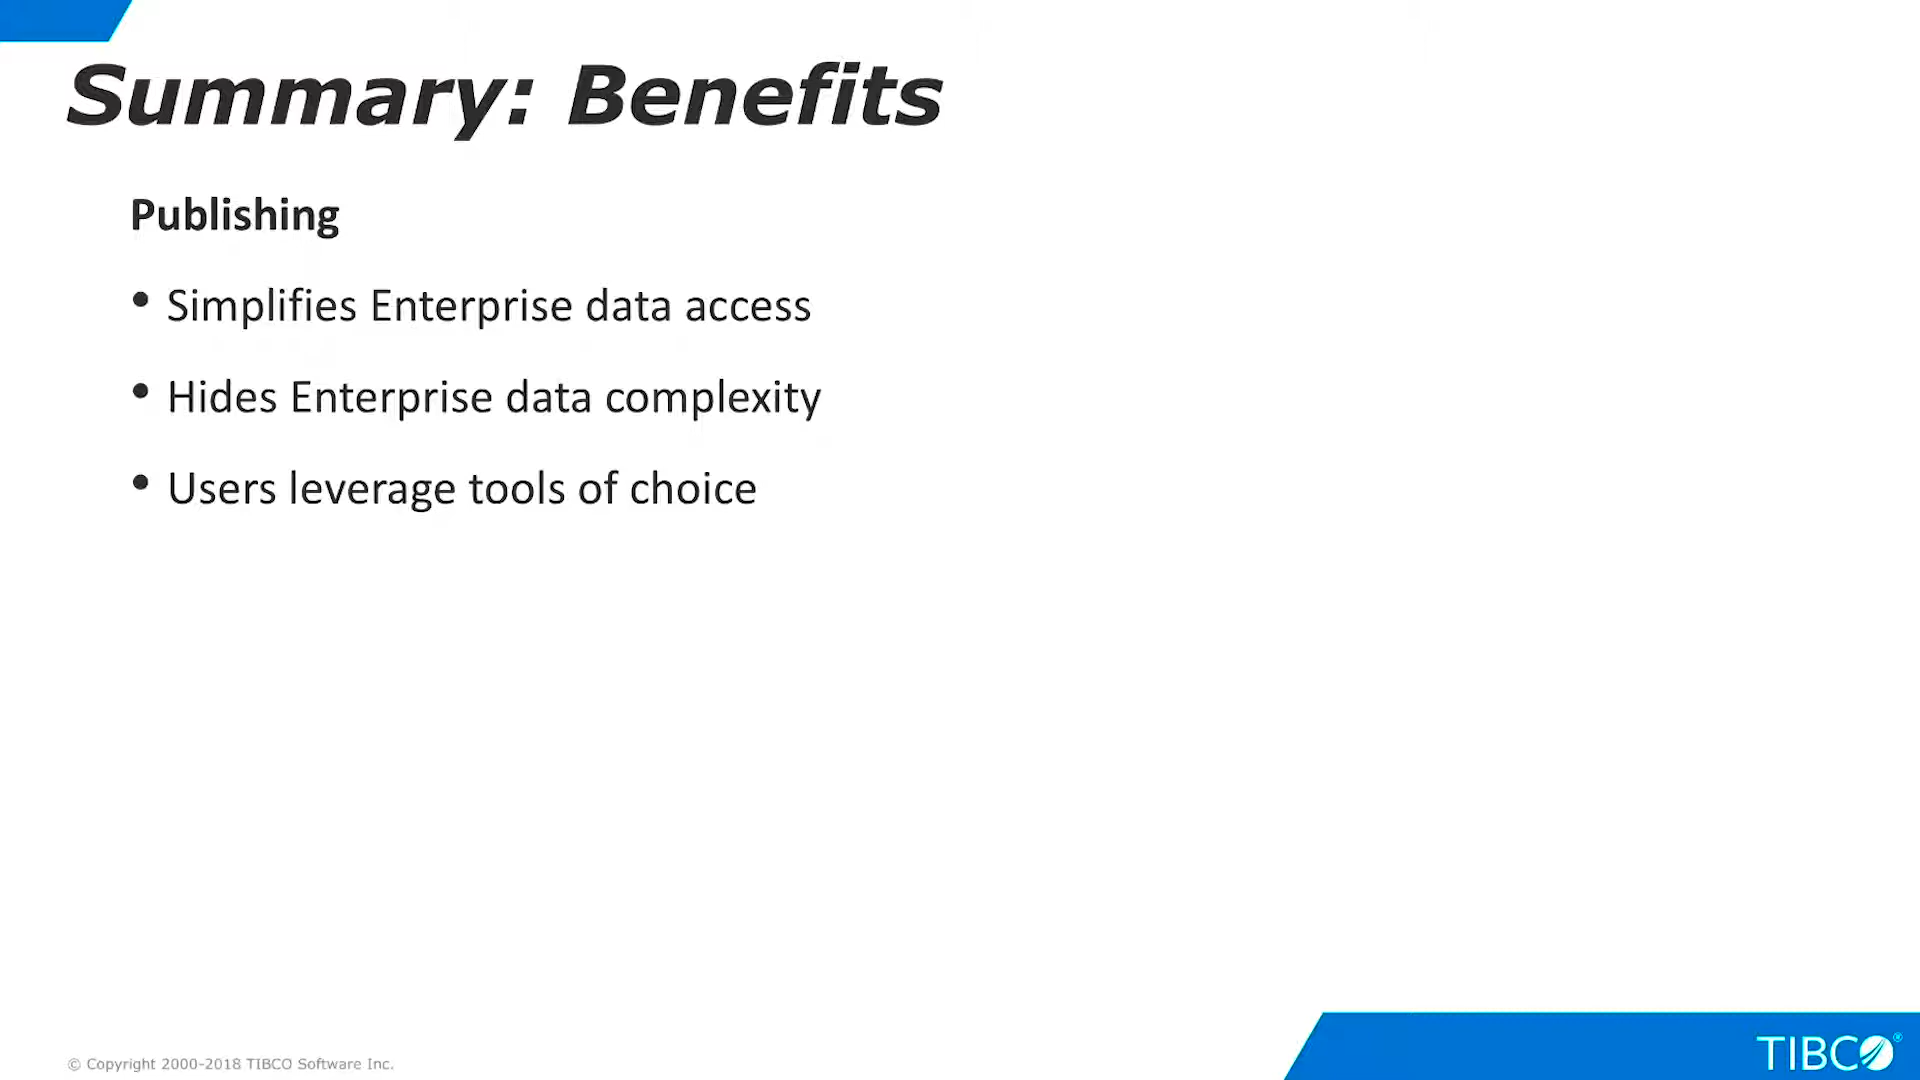 Summary: Benefits
Publishing
• Simplifies Enterprise data access
• Hides Enterprise data complexity
• Users leverage tools of choice
© Copyright 2000-2018 TIBCO Software Inc.
TIBCO®